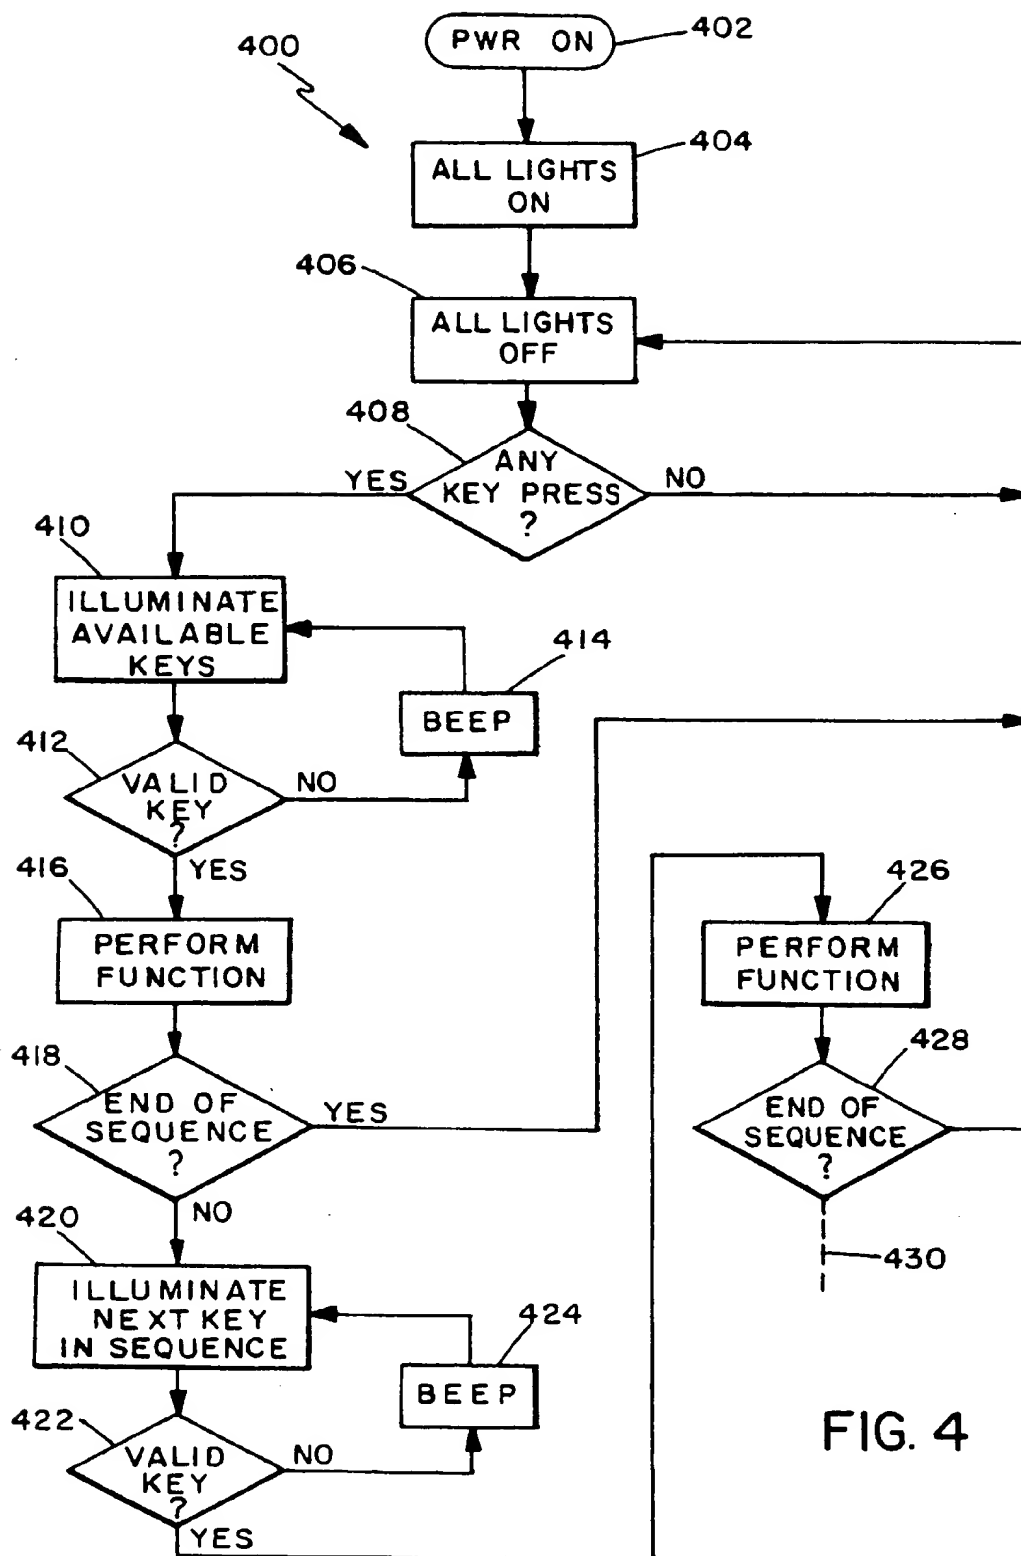 PWR ON
402
400
404
ALL LIGHTS
ON
406
ALL LIGHTS
OFF
408
ANY
KEY PRESS
?
YES
NO
410
ILLUMINATE
AVAILABLE
KEYS
414
BEEP
412
VALID
KEY
?
NO
YES
416
PERFORM
FUNCTION
426
PERFORM
FUNCTION
418
END OF
SEQUENCE
?
YES
NO
428
END OF
SEQUENCE
?
430
420
ILLUMINATE
NEXT KEY
IN SEQUENCE
424
BEEP
422
VALID
KEY
?
NO
YES
FIG. 4